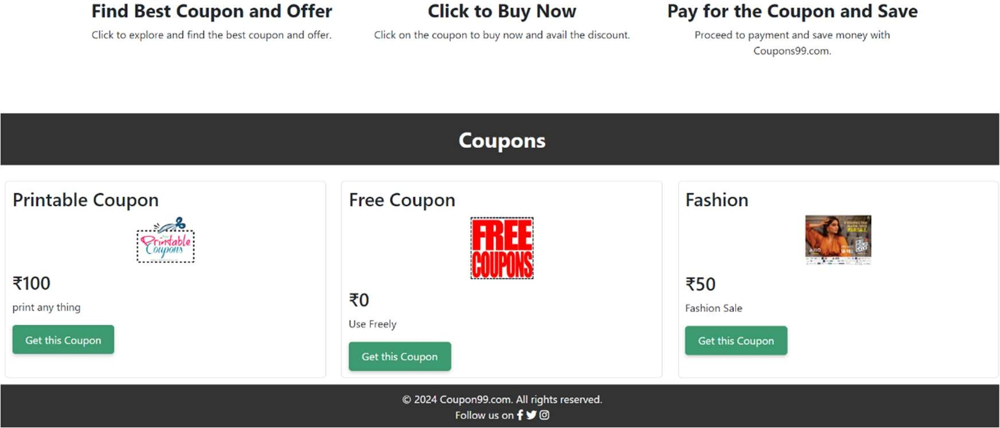 Find Best Coupon and Offer
Click to explore and find the best coupon and offer.
Click to Buy Now
Click on the coupon to buy now and avail the discount.
Pay for the Coupon and Save
Proceed to payment and save money with
Coupons99.com.
Coupons
Printable Coupon
Printable
Coupons
₹100
print any thing
Get this Coupon
Free Coupon
FREE
COUPONS
₹0
Use Freely
Get this Coupon
Fashion
AJIO
₹50
Fashion Sale
Get this Coupon
© 2024 Coupon99.com. All rights reserved.
Follow us on